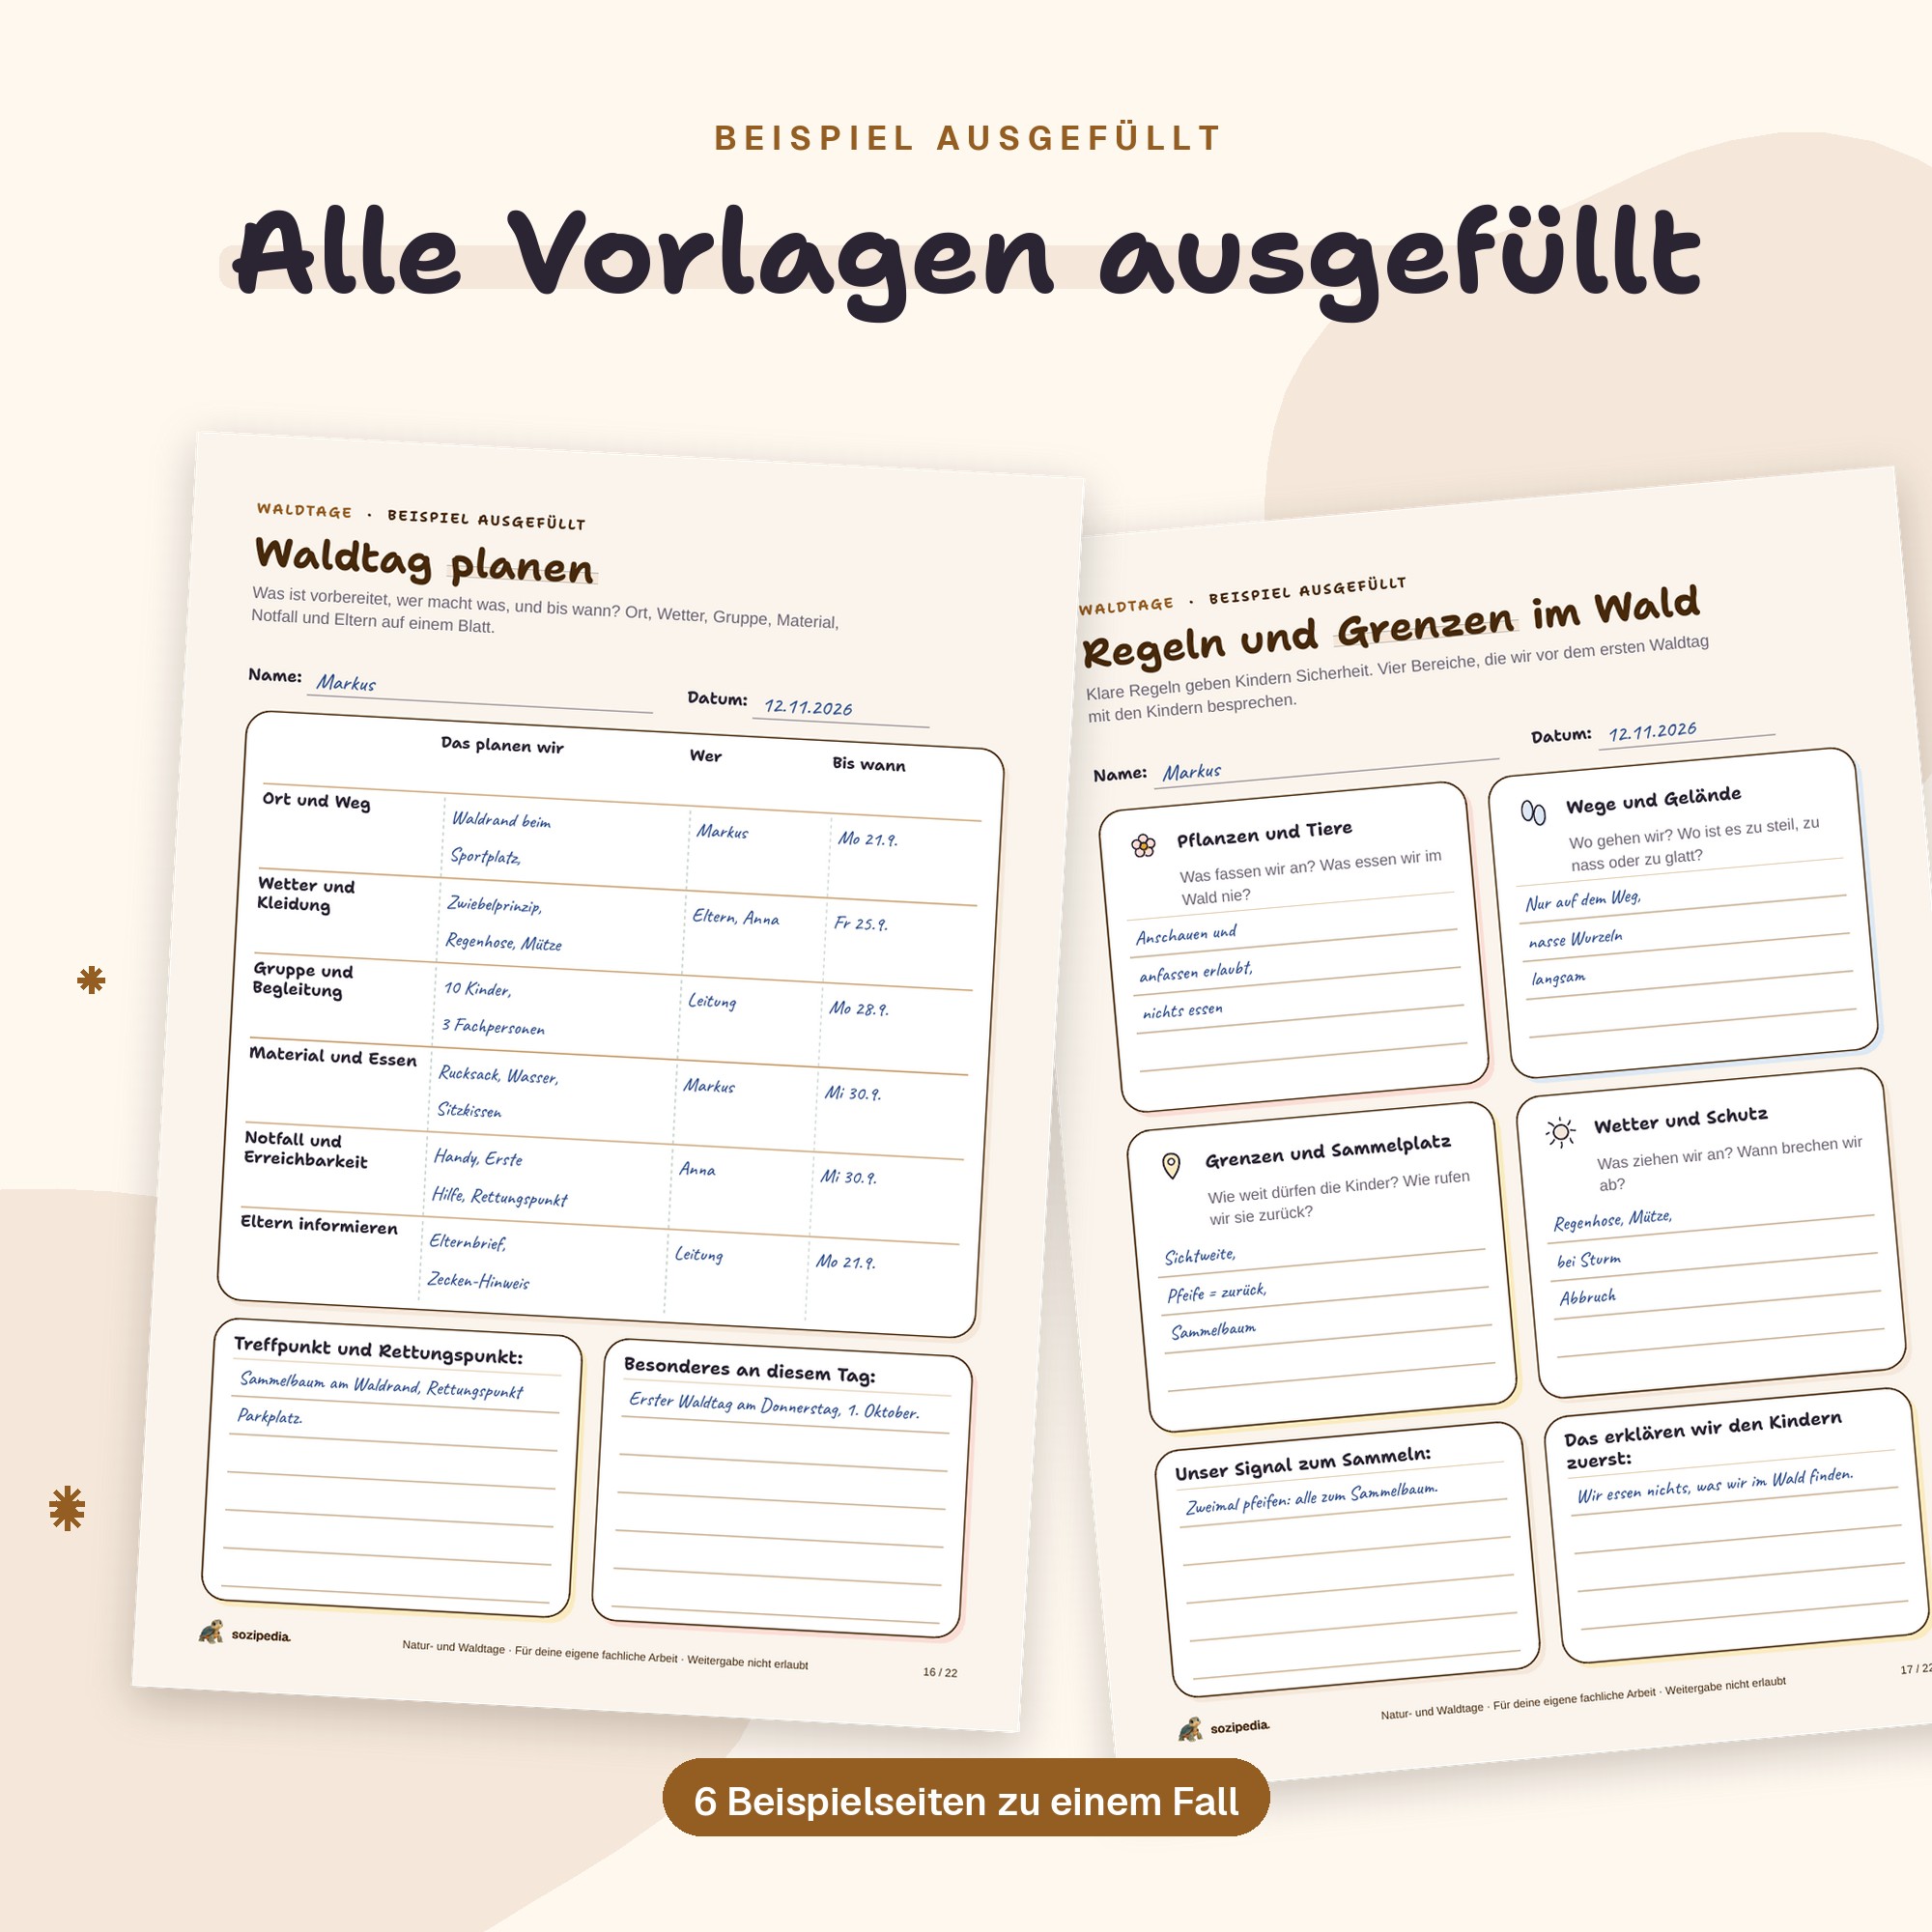 BEISPIEL AUSGEFÜLLT
Alle Vorlagen ausgefüllt
WALDTAGE · BEISPIEL AUSGEFÜLLT
Waldtag planen
Was ist vorbereitet, wer macht was, und bis wann? Ort, Wetter, Gruppe, Material,
Notfall und Eltern auf einem Blatt.
Name: Markus Datum: 12.11.2026
Das planen wir Wer Bis wann
Ort und Weg
Waldrand beim
Sportplatz,
Markus
Mo 21.9.
Wetter und
Kleidung
Zwiebelprinzip,
Regenhose, Mütze
Eltern, Anna
Fr 25.9.
Gruppe und
Begleitung
10 Kinder,
3 Fachpersonen
Leitung
Mo 28.9.
Material und Essen
Rucksack, Wasser,
Sitzkissen
Markus
Mi 30.9.
Notfall und
Erreichbarkeit
Handy, Erste
Hilfe, Rettungspunkt
Anna
Mi 30.9.
Eltern informieren
Elternbrief,
Zecken-Hinweis
Leitung
Mo 21.9.
Treffpunkt und Rettungspunkt:
Sammelbaum am Waldrand, Rettungspunkt
Parkplatz.
Besonderes an diesem Tag:
Erster Waldtag am Donnerstag, 1. Oktober.
sozipedia.
Natur- und Waldtage · Für deine eigene fachliche Arbeit · Weitergabe nicht erlaubt
16 / 22
WALDTAGE · BEISPIEL AUSGEFÜLLT
Regeln und Grenzen im Wald
Klare Regeln geben Kindern Sicherheit. Vier Bereiche, die wir vor dem ersten Waldtag
mit den Kindern besprechen.
Name: Markus Datum: 12.11.2026
Pflanzen und Tiere
Was fassen wir an? Was essen wir im
Wald nie?
Anschauen und
anfassen erlaubt,
nichts essen
Wege und Gelände
Wo gehen wir? Wo ist es zu steil, zu
nass oder zu glatt?
Nur auf dem Weg,
nasse Wurzeln
langsam
Grenzen und Sammelplatz
Wie weit dürfen die Kinder? Wie rufen
wir sie zurück?
Sichtweite,
Pfeife = zurück,
Sammelbaum
Wetter und Schutz
Was ziehen wir an? Wann brechen wir
ab?
Regenhose, Mütze,
bei Sturm
Abbruch
Unser Signal zum Sammeln:
Zweimal pfeifen: alle zum Sammelbaum.
Das erklären wir den Kindern
zuerst:
Wir essen nichts, was wir im Wald finden.
sozipedia.
Natur- und Waldtage · Für deine eigene fachliche Arbeit · Weitergabe nicht erlaubt
17 / 22
6 Beispielseiten zu einem Fall